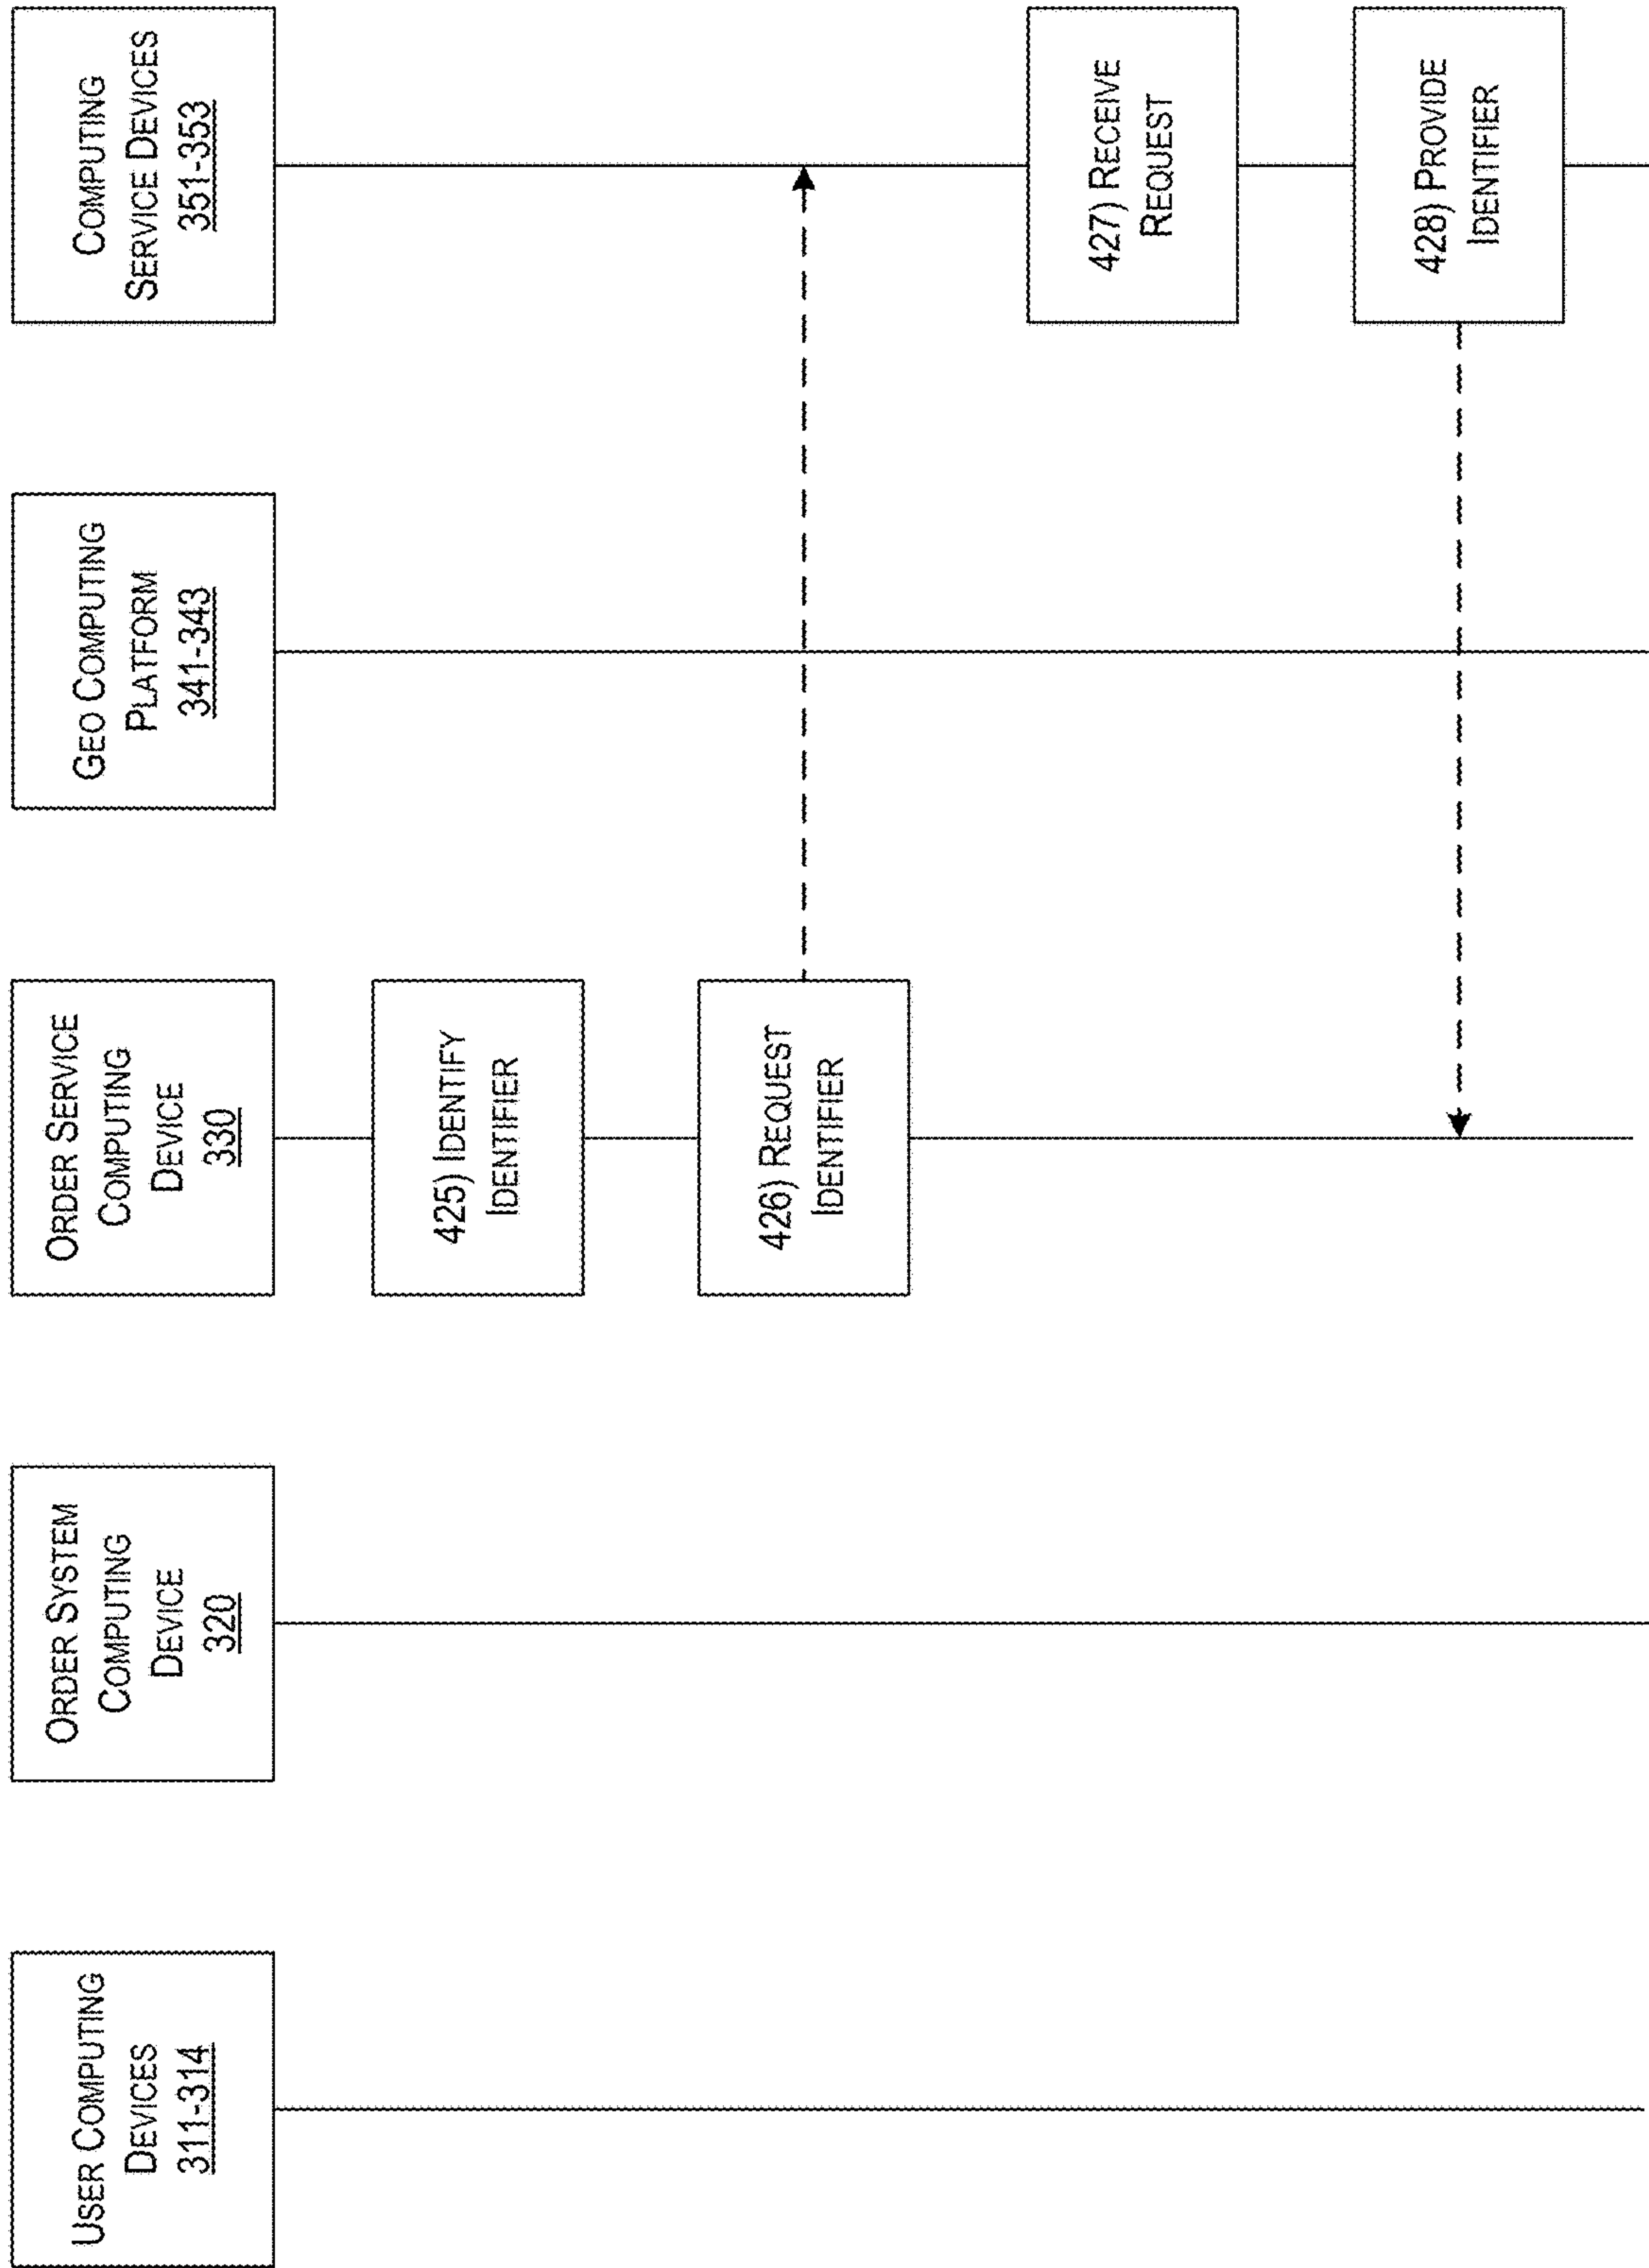 USER COMPUTING
DEVICES
311-314
ORDER SYSTEM
COMPUTING
DEVICE
320
ORDER SERVICE
COMPUTING
DEVICE
330
GEO COMPUTING
PLATFORM
341-343
COMPUTING
SERVICE DEVICES
351-353
425) IDENTIFY
IDENTIFIER
426) REQUEST
IDENTIFIER
427) RECEIVE
REQUEST
428) PROVIDE
IDENTIFIER